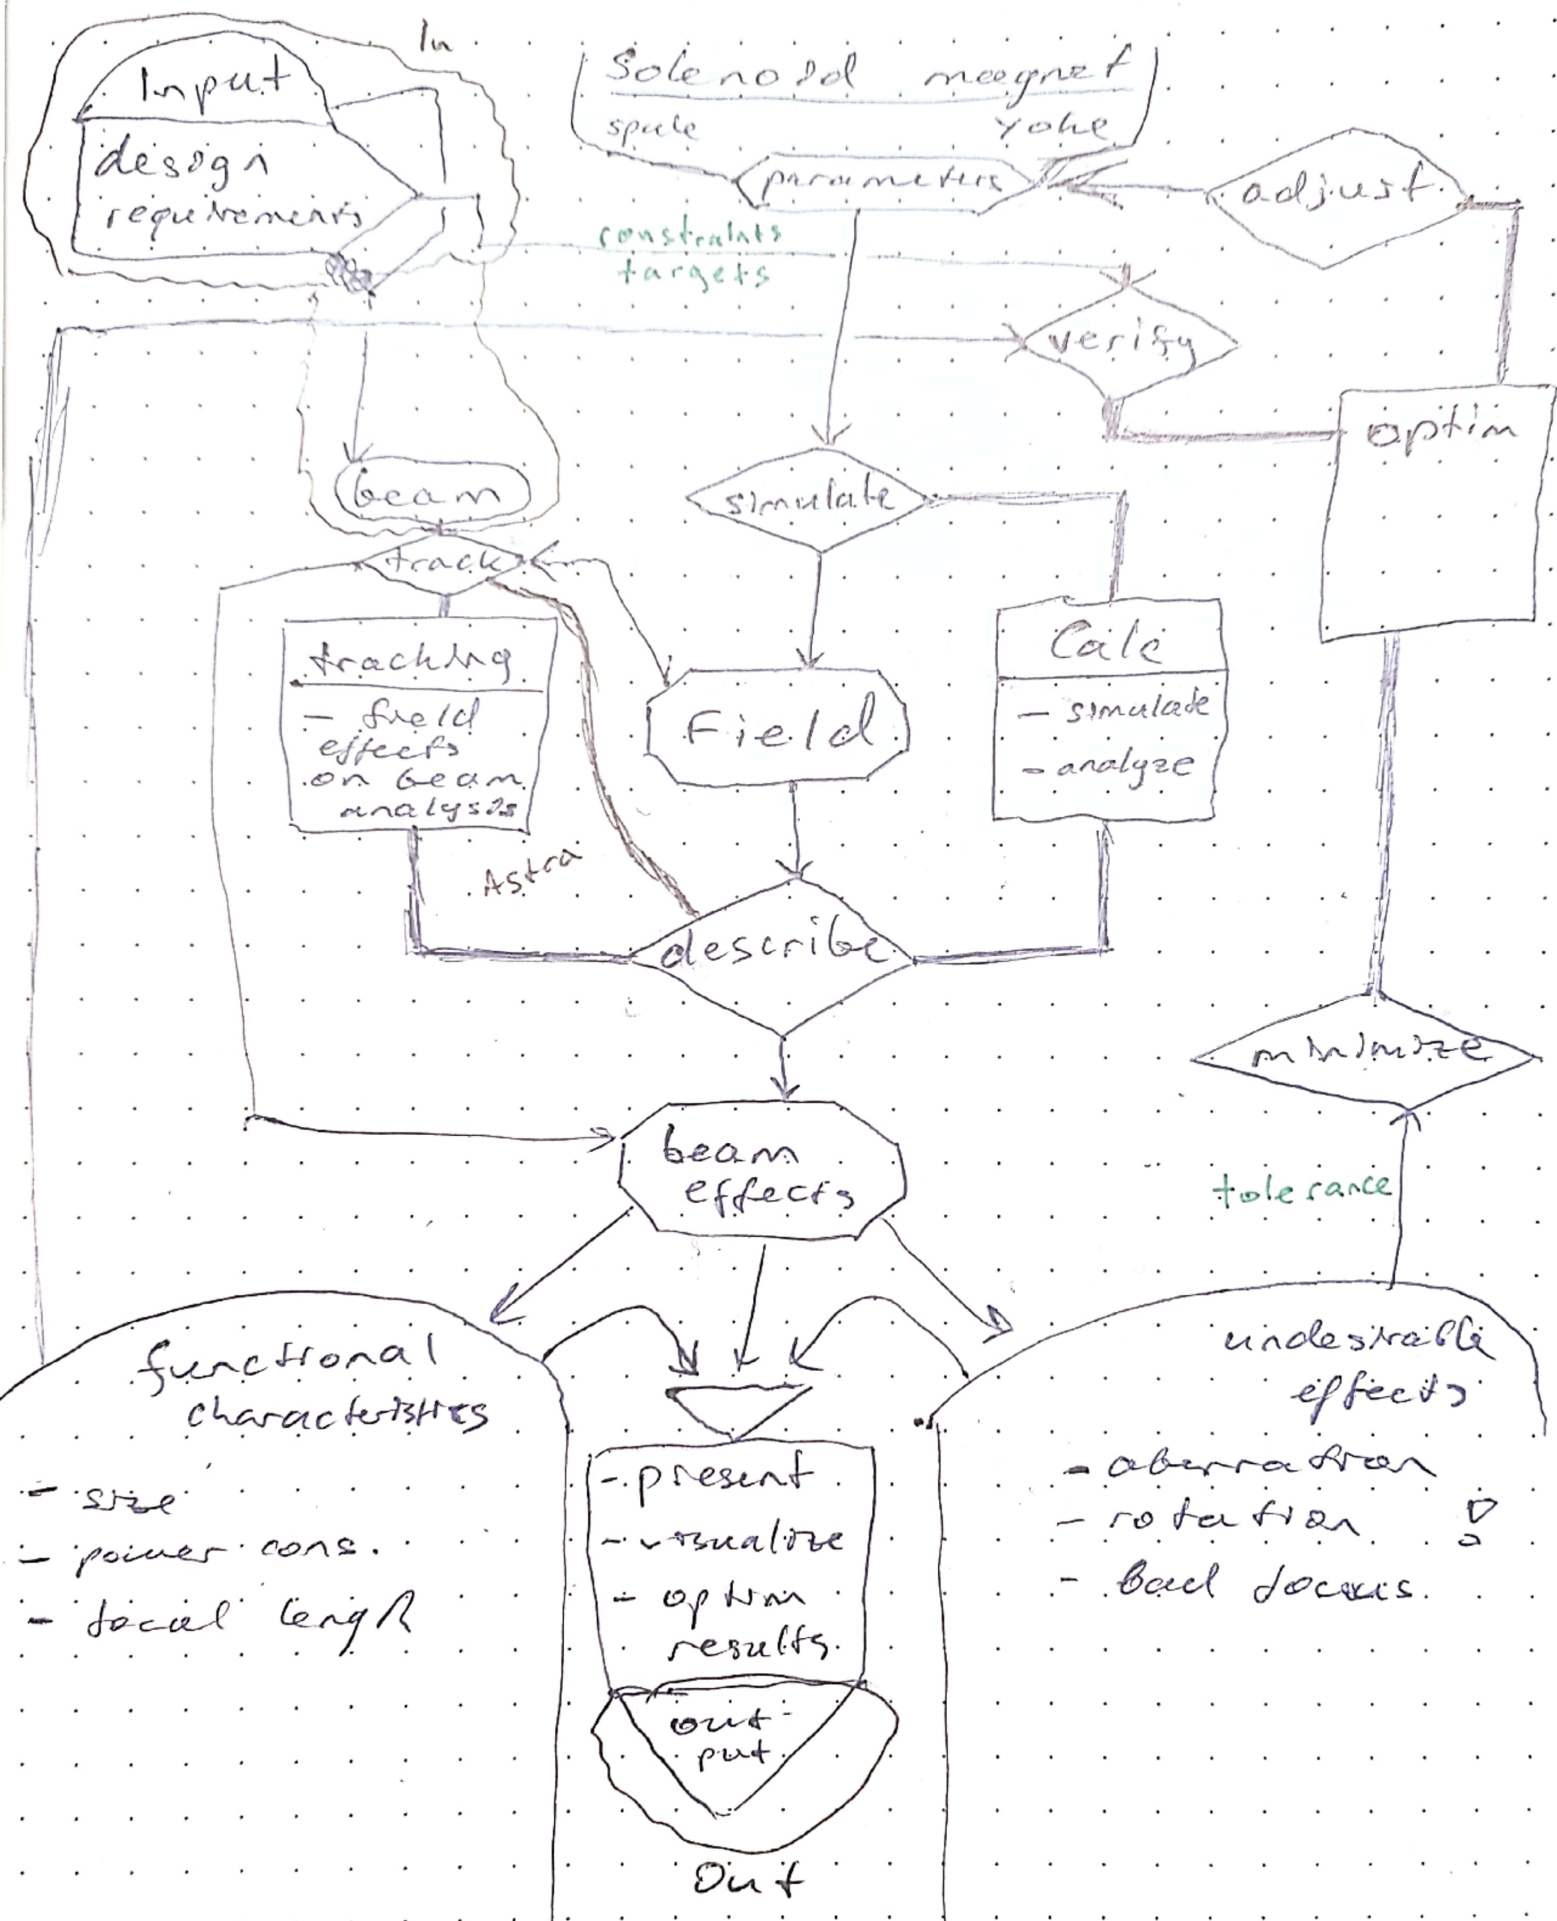 In
Input
design
requirements
Solenoid magnet
spule yoke
parameters
adjust
constraints
targets
verify
optim
beam
simulate
track
tracking
- field
effects
on beam
analysis
Field
Calc
- simulate
- analyze
Astra
describe
minimize
beam
effects
tolerance
functional
characteristics
- size
- power cons.
- focal length
undesirable
effects
- aberration
- rotation
- bad focus
- present
- visualize
- optim
results
out-
put
Out